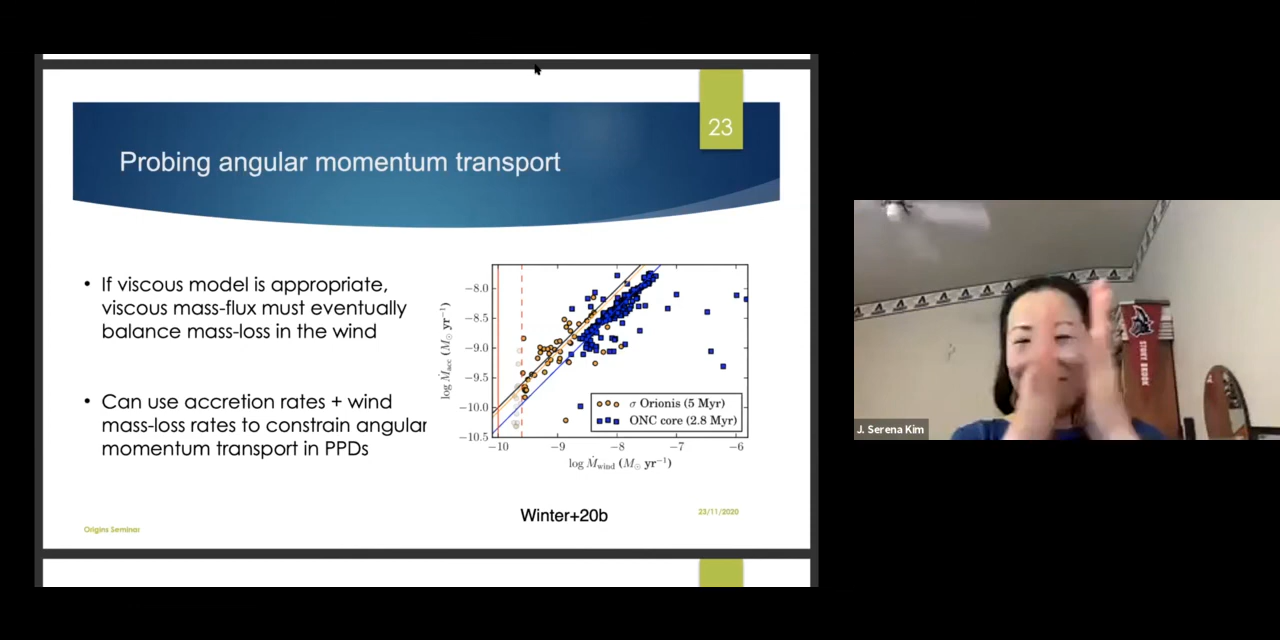 23
Probing angular momentum transport
• If viscous model is appropriate,
viscous mass-flux must eventually
balance mass-loss in the wind
• Can use accretion rates + wind
mass-loss rates to constrain angular
momentum transport in PPDs
log Ṁacc (M☉ yr⁻¹)
−8.0
−8.5
−9.0
−9.5
−10.0
−10.5
σ Orionis (5 Myr)
ONC core (2.8 Myr)
−10 −9 −8 −7 −6
log Ṁwind (M☉ yr⁻¹)
Winter+20b
23/11/2020
Origins Seminar
STONY BROOK
J. Serena Kim